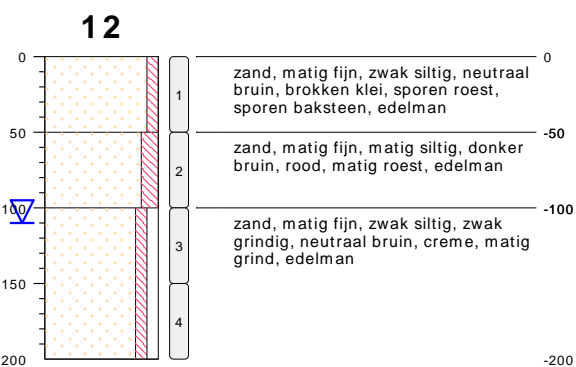 12
0
50
100
150
200
1
2
3
4
zand, matig fijn, zwak siltig, neutraal
bruin, brokken klei, sporen roest,
sporen baksteen, edelman
zand, matig fijn, matig siltig, donker
bruin, rood, matig roest, edelman
zand, matig fijn, zwak siltig, zwak
grindig, neutraal bruin, creme, matig
grind, edelman
0
-50
-100
-200